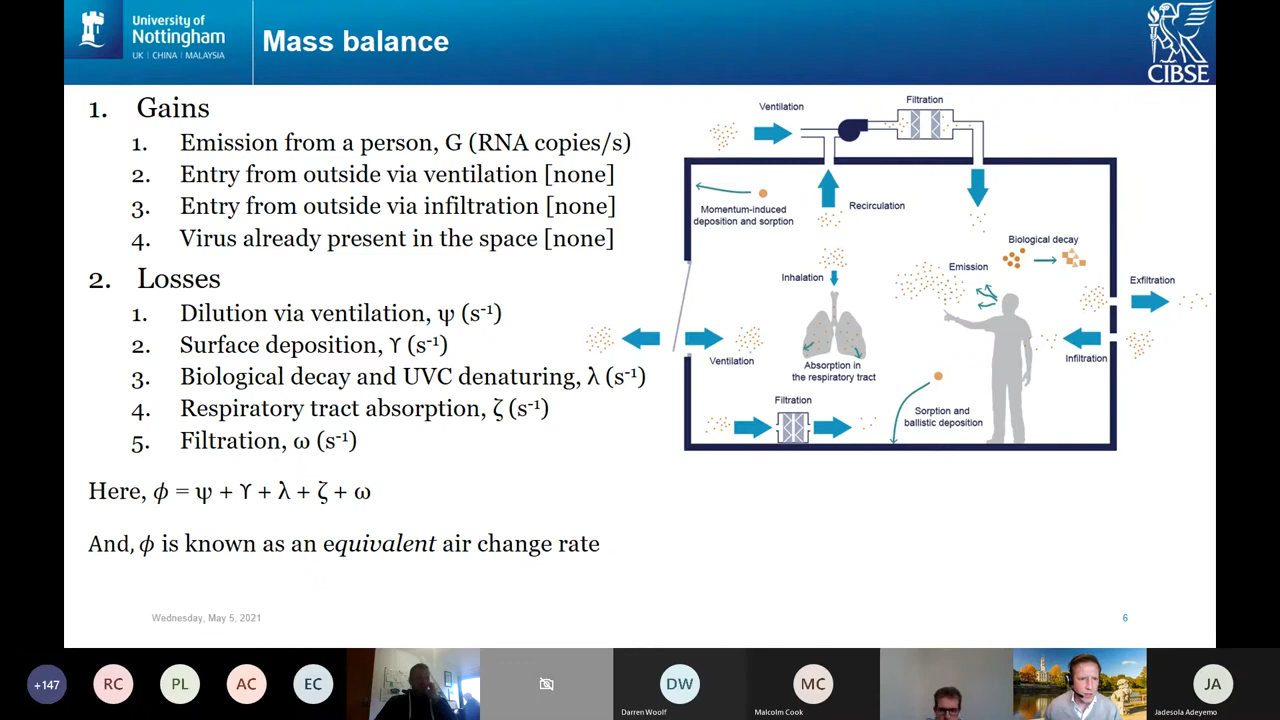 University of
Nottingham
UK | CHINA | MALAYSIA
Mass balance
CIBSE
1. Gains
1. Emission from a person, G (RNA copies/s)
2. Entry from outside via ventilation [none]
3. Entry from outside via infiltration [none]
4. Virus already present in the space [none]
2. Losses
1. Dilution via ventilation, ψ (s⁻¹)
2. Surface deposition, ϒ (s⁻¹)
3. Biological decay and UVC denaturing, λ (s⁻¹)
4. Respiratory tract absorption, ζ (s⁻¹)
5. Filtration, ω (s⁻¹)
Here, ϕ = ψ + ϒ + λ + ζ + ω
And, ϕ is known as an equivalent air change rate
Ventilation
Filtration
Momentum-induced
deposition and sorption
Recirculation
Biological decay
Inhalation
Emission
Exfiltration
Ventilation
Absorption in
the respiratory tract
Infiltration
Filtration
Sorption and
ballistic deposition
Wednesday, May 5, 2021
6
+147
RC
PL
AC
EC
DW
Darren Woolf
MC
Malcolm Cook
JA
Jadesola Adeyemo